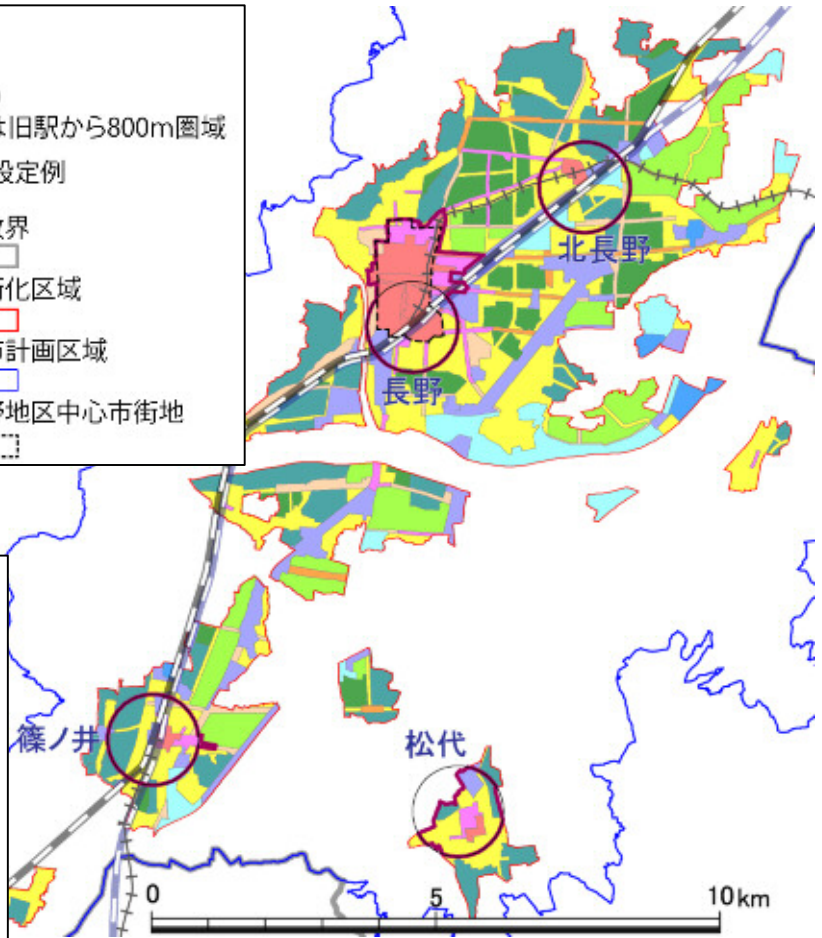 は旧駅から800m圏域
設定例
政界
街化区域
市計画区域
野地区中心市街地
北長野
長野
篠ノ井
松代
0 5 10km